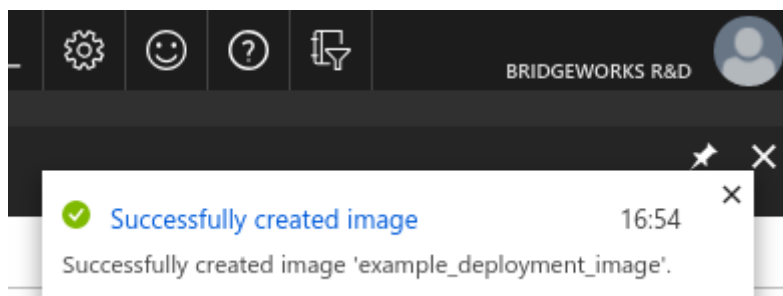 BRIDGEWORKS R&D
Successfully created image 16:54
Successfully created image 'example_deployment_image'.